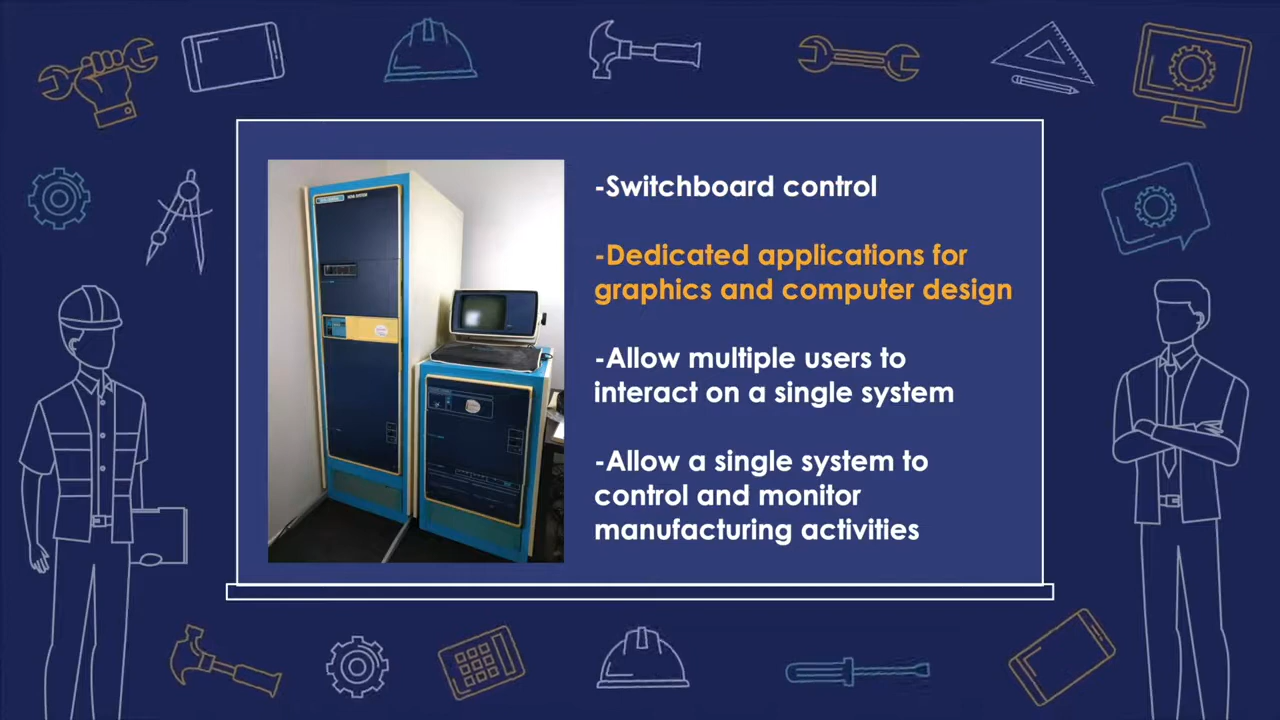 -Switchboard control
-Dedicated applications for
graphics and computer design
-Allow multiple users to
interact on a single system
-Allow a single system to
control and monitor
manufacturing activities